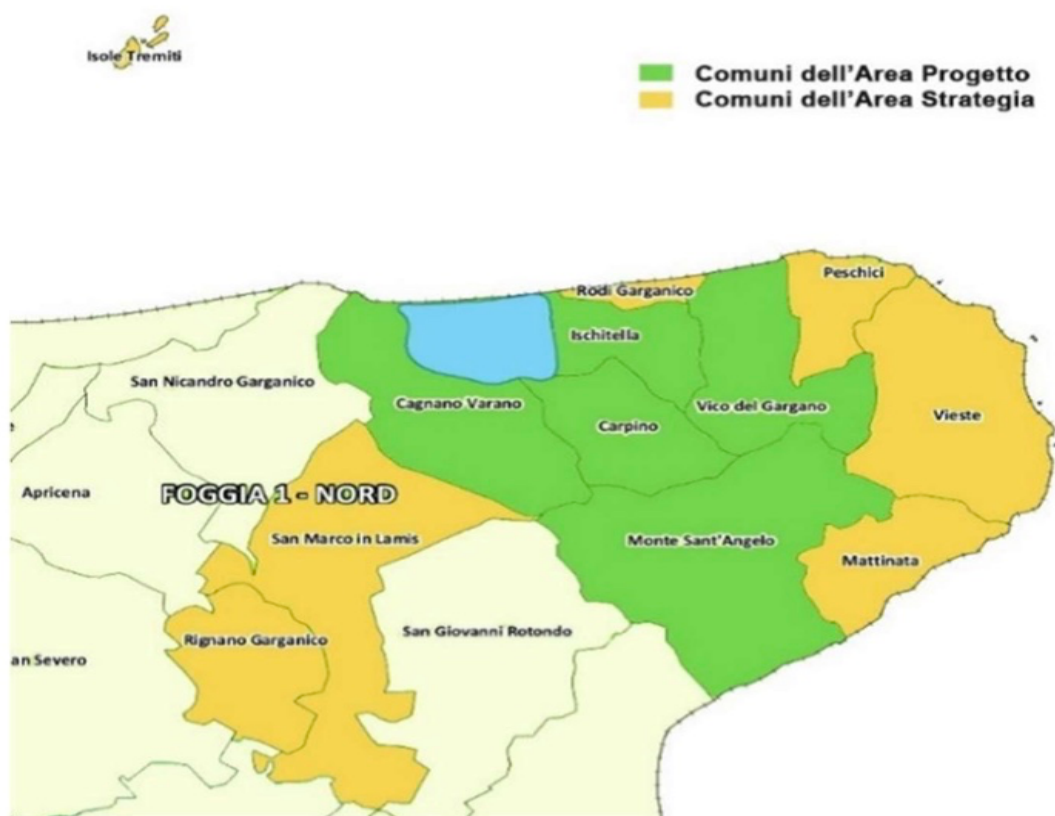 Isole Tremiti
Comuni dell'Area Progetto
Comuni dell'Area Strategia
Peschici
Rodi Garganico
Ischitella
San Nicandro Garganico
Cagnano Varano
Vico del Gargano
Vieste
Carpino
Apricena
FOGGIA 1 - NORD
San Marco in Lamis
Monte Sant'Angelo
Mattinata
San Giovanni Rotondo
Rignano Garganico
an Severo